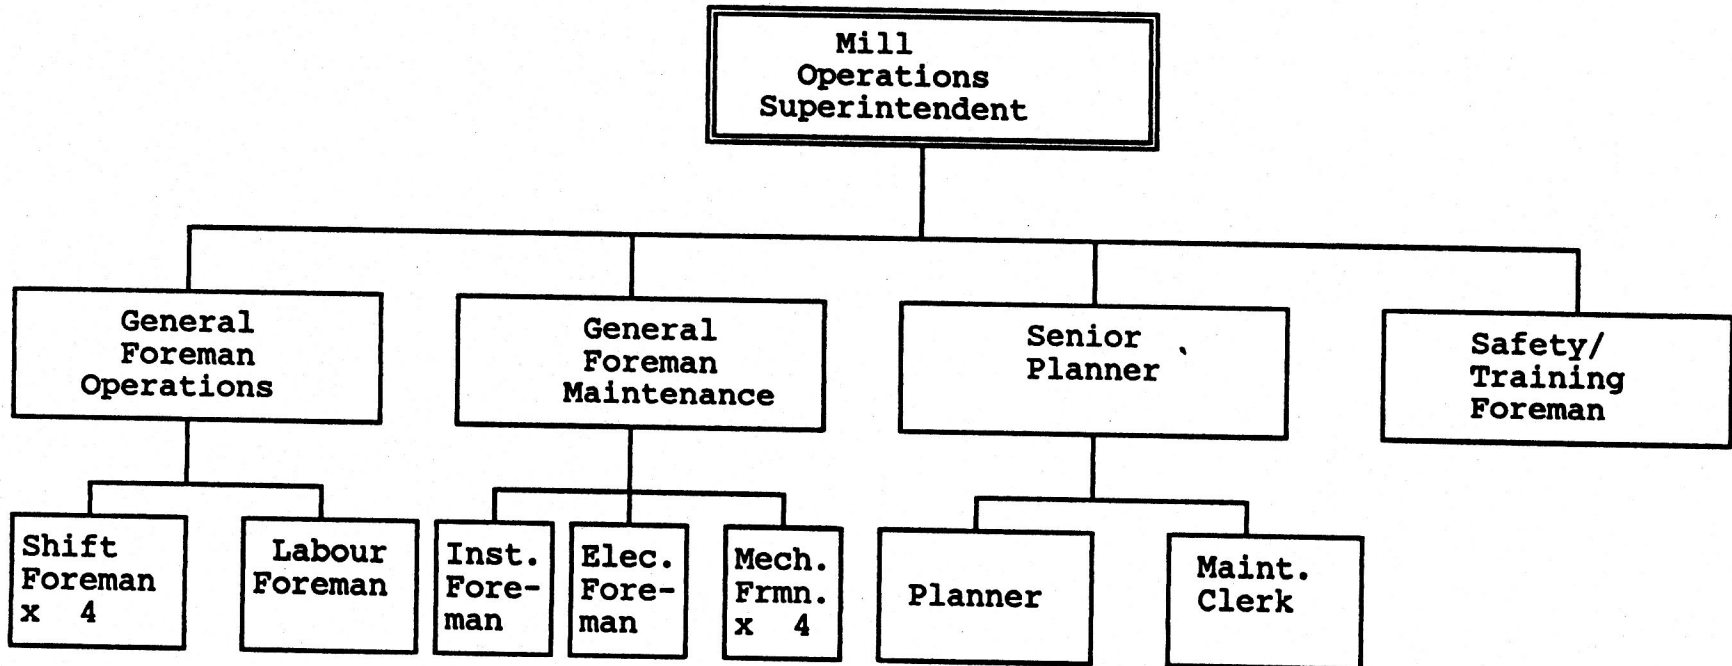 Mill
Operations
Superintendent
General
Foreman
Operations
General
Foreman
Maintenance
Senior
Planner
Safety/
Training
Foreman
Shift
Foreman
x 4
Labour
Foreman
Inst.
Fore-
man
Elec.
Fore-
man
Mech.
Frmn.
x 4
Planner
Maint.
Clerk